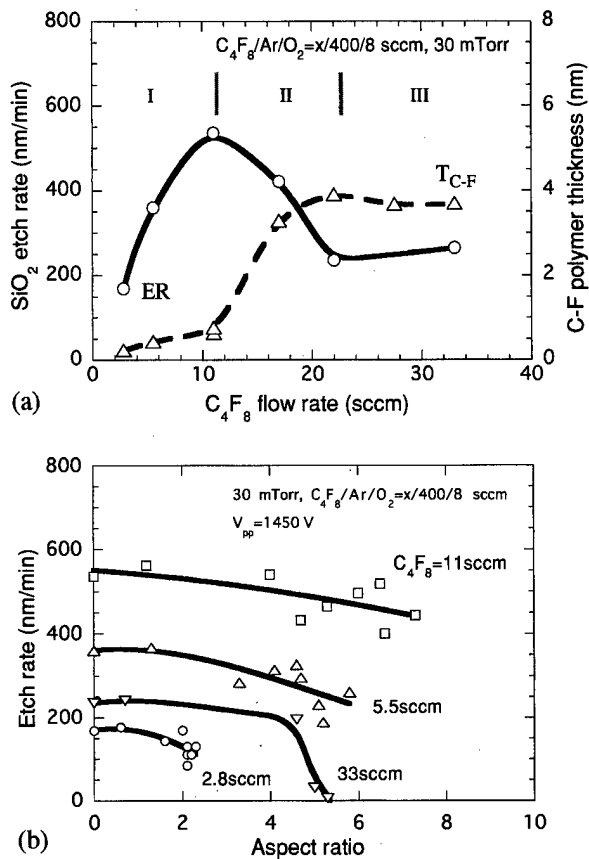 C₄F₈/Ar/O₂=x/400/8 sccm, 30 mTorr
I II III
T_C-F
ER
800
600
400
200
0
8
6
4
2
0
0 10 20 30 40
SiO₂ etch rate (nm/min)
C-F polymer thickness (nm)
(a)
C₄F₈ flow rate (sccm)
30 mTorr, C₄F₈/Ar/O₂=x/400/8 sccm
V_pp=1450 V
C₄F₈=11sccm
5.5sccm
33sccm
2.8sccm
800
600
400
200
0
0 2 4 6 8 10
Etch rate (nm/min)
(b)
Aspect ratio